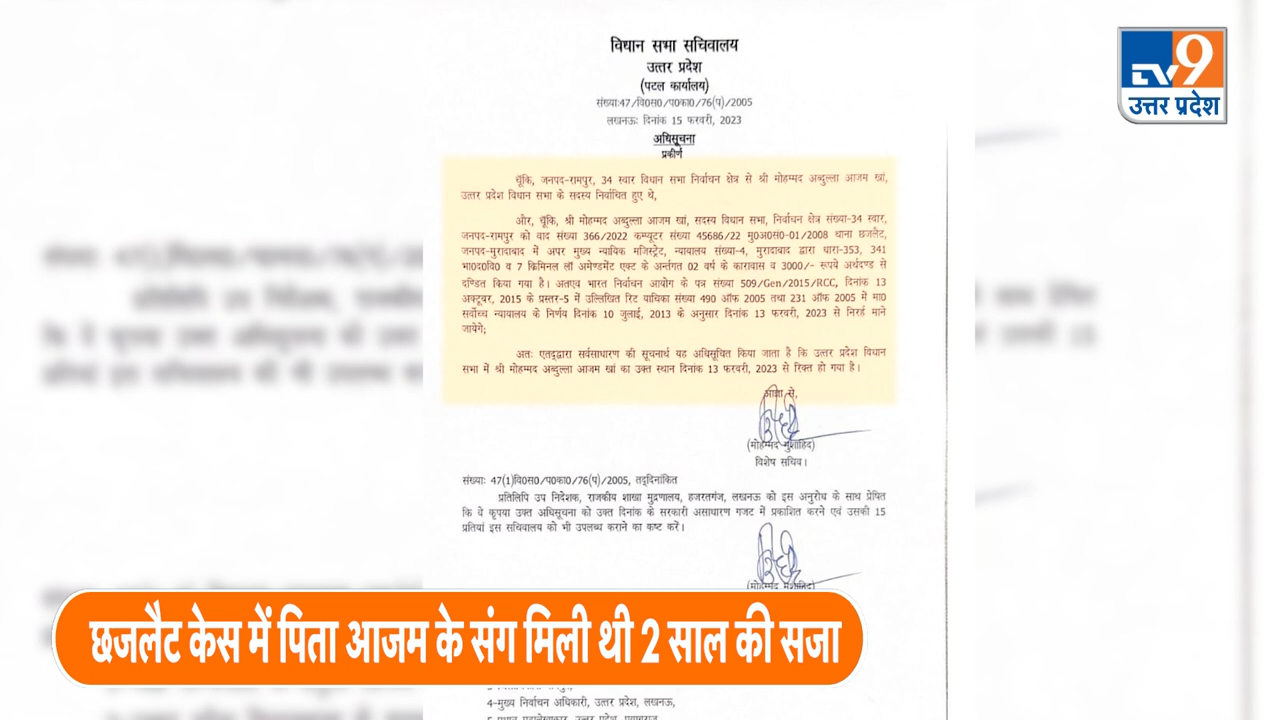 विधान सभा सचिवालय
उत्तर प्रदेश
(पटल कार्यालय)
संख्या:47/वि0स0/प0का0/76(प)/2005
लखनऊः दिनांक 15 फरवरी, 2023
अधिसूचना
प्रकीर्ण
चूंकि, जनपद-रामपुर, 34 स्वार विधान सभा निर्वाचन क्षेत्र से श्री मोहम्मद अब्दुल्ला आजम खां,
उत्तर प्रदेश विधान सभा के सदस्य निर्वाचित हुए थे,
और, चूंकि, श्री मोहम्मद अब्दुल्ला आजम खां, सदस्य विधान सभा, निर्वाचन क्षेत्र संख्या-34 स्वार,
जनपद-रामपुर को वाद संख्या 366/2022 कम्प्यूटर संख्या 45686/22 मु0अ0सं0-01/2008 थाना छजलैट,
जनपद-मुरादाबाद में अपर मुख्य न्यायिक मजिस्ट्रेट, न्यायालय संख्या-4, मुरादाबाद द्वारा धारा-353, 341
भा0द0वि0 व 7 क्रिमिनल लॉ अमेण्डमेंट एक्ट के अर्न्तगत 02 वर्ष के कारावास व 3000/- रूपये अर्थदण्ड से
दण्डित किया गया है। अतएव भारत निर्वाचन आयोग के पत्र संख्या 509/Gen/2015/RCC, दिनांक 13
अक्टूबर, 2015 के प्रस्तर-5 में उल्लिखित रिट याचिका संख्या 490 ऑफ 2005 तथा 231 ऑफ 2005 में मा0
सर्वोच्च न्यायालय के निर्णय दिनांक 10 जुलाई, 2013 के अनुसार दिनांक 13 फरवरी, 2023 से निरर्ह माने
जायेंगे;
अतः एतद्द्वारा सर्वसाधारण की सूचनार्थ यह अधिसूचित किया जाता है कि उत्तर प्रदेश विधान
सभा में श्री मोहम्मद अब्दुल्ला आजम खां का उक्त स्थान दिनांक 13 फरवरी, 2023 से रिक्त हो गया है।
आज्ञा से,
(मोहम्मद मुशाहिद)
विशेष सचिव।
संख्याः 47(1)वि0स0/प0का0/76(प)/2005, तद्दिनांकित
प्रतिलिपि उप निदेशक, राजकीय शाखा मुद्रणालय, हजरतगंज, लखनऊ को इस अनुरोध के साथ प्रेषित
कि वे कृपया उक्त अधिसूचना को उक्त दिनांक के सरकारी असाधारण गजट में प्रकाशित करने एवं उसकी 15
प्रतियां इस सचिवालय को भी उपलब्ध कराने का कष्ट करें।
(मोहम्मद मुशाहिद)
छजलैट केस में पिता आजम के संग मिली थी 2 साल की सजा
4-मुख्य निर्वाचन अधिकारी, उत्तर प्रदेश, लखनऊ,
TV9
उत्तर प्रदेश